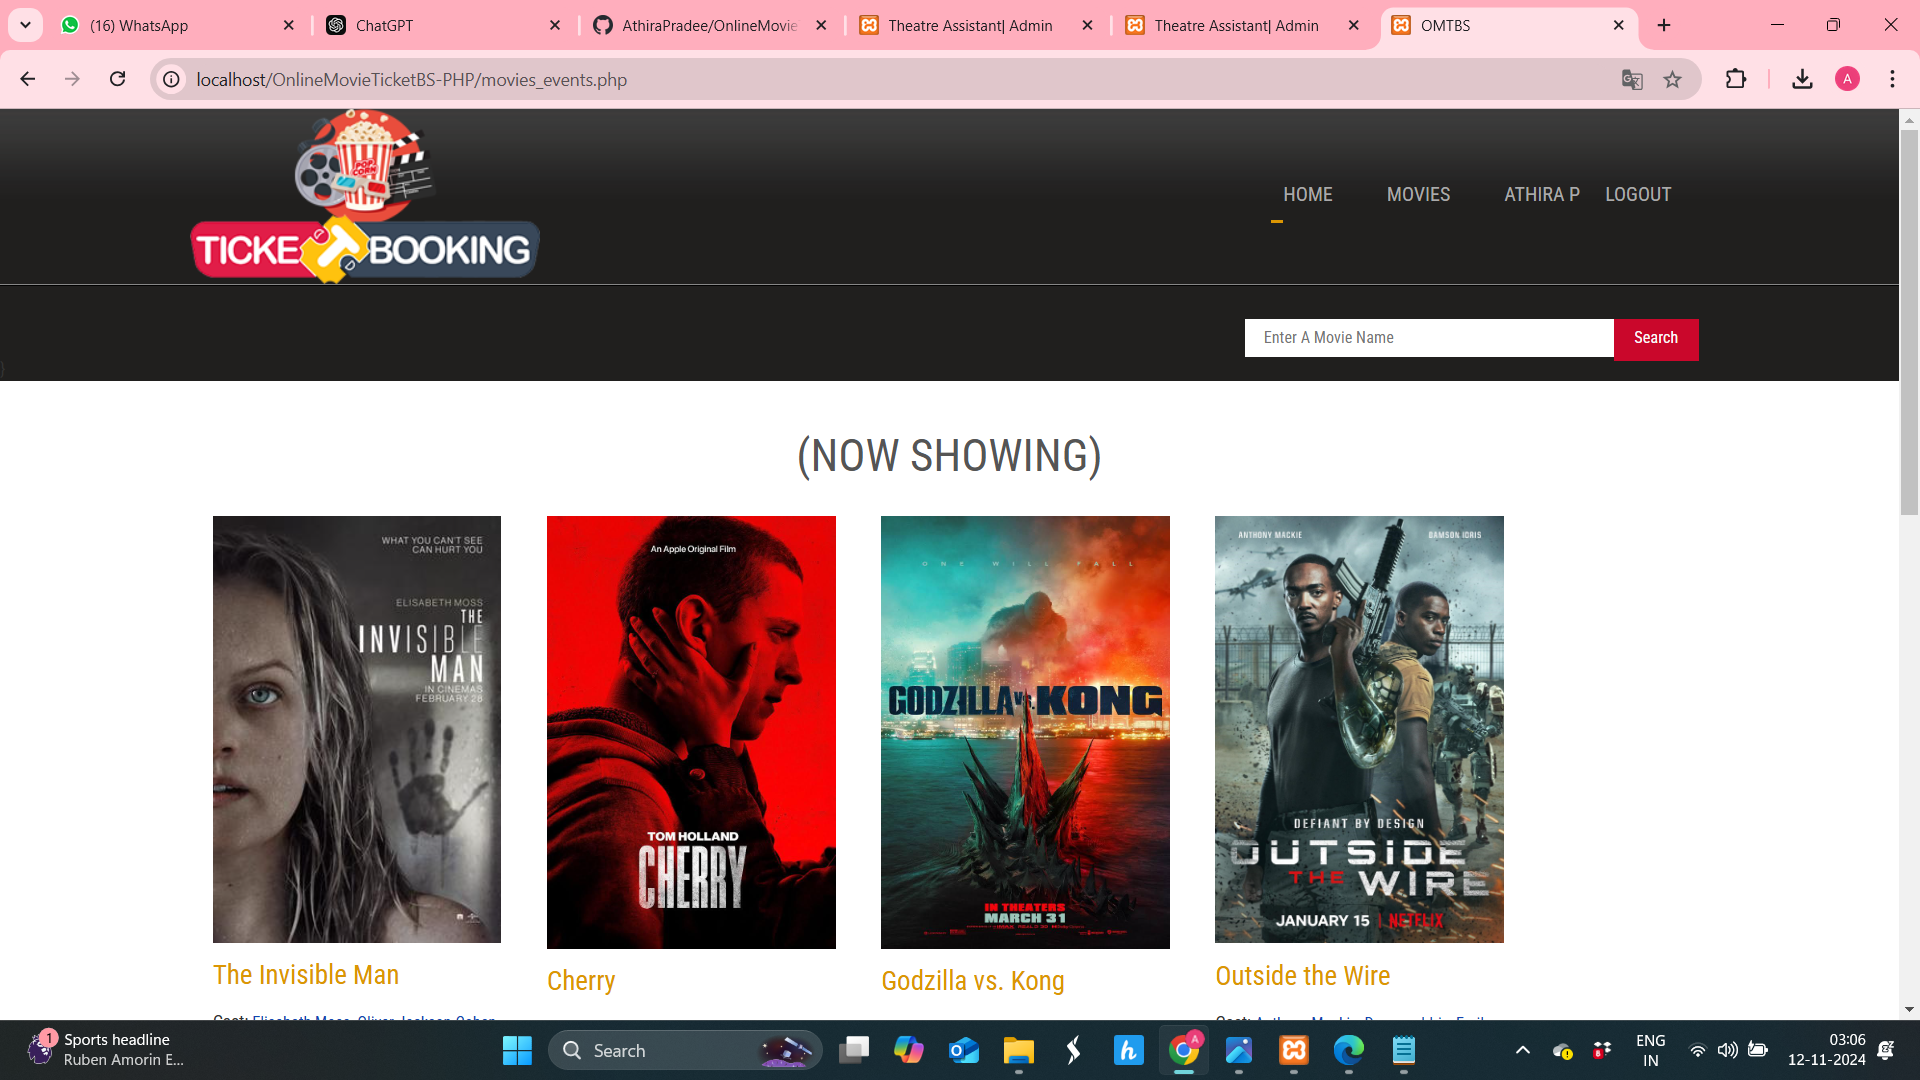 (16) WhatsApp
ChatGPT
AthiraPradee/OnlineMovie
Theatre Assistant| Admin
Theatre Assistant| Admin
OMTBS
localhost/OnlineMovieTicketBS-PHP/movies_events.php
A
POP CORN
TICKET BOOKING
HOME
MOVIES
ATHIRA P
LOGOUT
Enter A Movie Name
Search
}
(NOW SHOWING)
WHAT YOU CAN'T SEE
CAN HURT YOU
ELISABETH MOSS
THE
INVISIBLE
MAN
IN CINEMAS
FEBRUARY 28
An Apple Original Film
TOM HOLLAND
CHERRY
ONE WILL FALL
GODZILLA VS. KONG
IN THEATERS
MARCH 31
ANTHONY MACKIE
DAMSON IDRIS
DEFIANT BY DESIGN
OUTSIDE
THE WIRE
JANUARY 15 | NETFLIX
The Invisible Man
Cherry
Godzilla vs. Kong
Outside the Wire
Cast: Elisabeth Moss, Oliver Jackson-Cohen
1
Sports headline
Ruben Amorin E...
Search
A
ENG
IN
03:06
12-11-2024